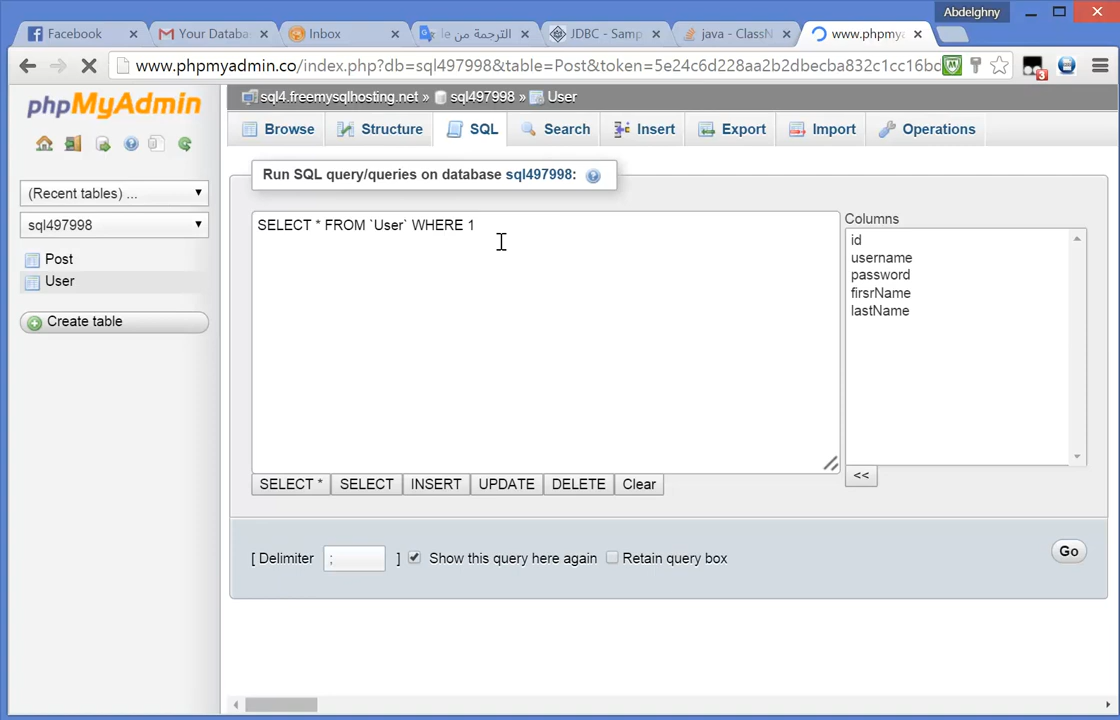 Abdelghny
Facebook
Your Databa
Inbox
الترجمة من le
JDBC - Samp
java - ClassN
www.phpmy
www.phpmyadmin.co/index.php?db=sql497998&table=Post&token=5e24c6d228aa2b2dbecba832c1cc16bc
3
phpMyAdmin
sql4.freemysqlhosting.net » sql497998 » User
Browse Structure SQL Search Insert Export Import Operations
(Recent tables) ...
sql497998
Post
User
Create table
Run SQL query/queries on database sql497998:
SELECT * FROM `User` WHERE 1
Columns
id
username
password
firsrName
lastName
<<
SELECT * SELECT INSERT UPDATE DELETE Clear
[ Delimiter ; ] Show this query here again Retain query box
Go